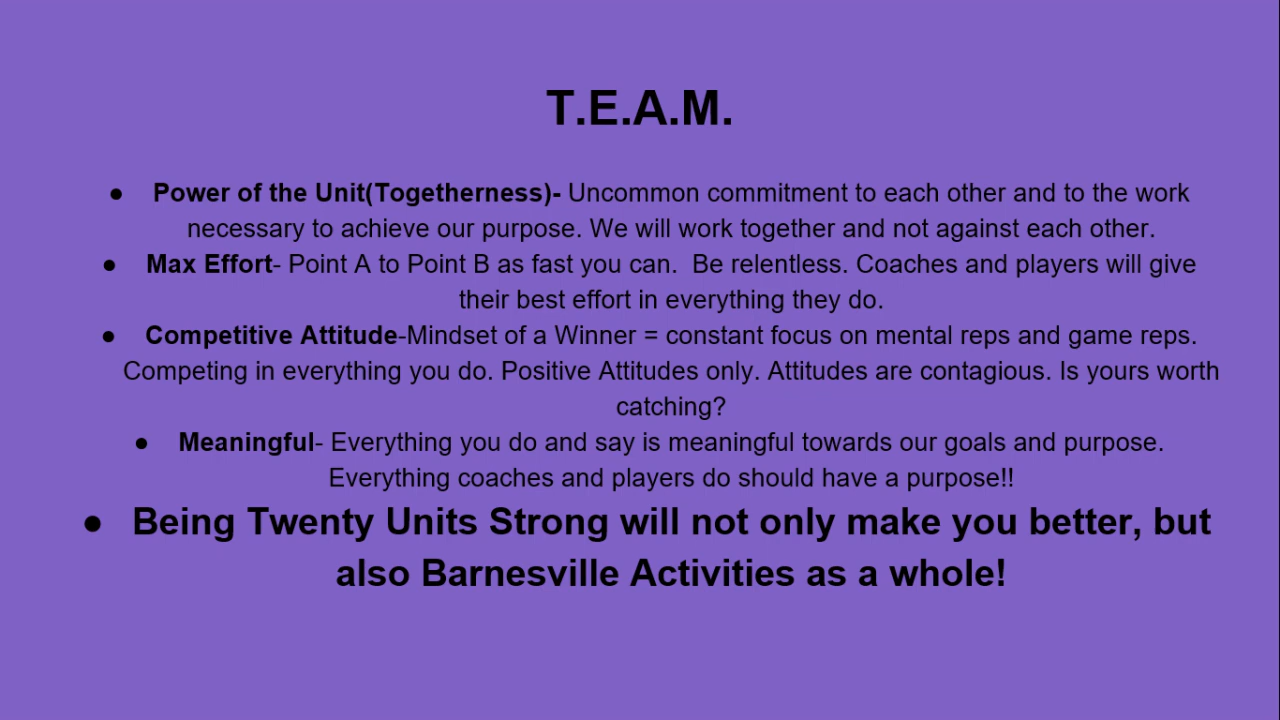 T.E.A.M.
● Power of the Unit(Togetherness)- Uncommon commitment to each other and to the work
necessary to achieve our purpose. We will work together and not against each other.
● Max Effort- Point A to Point B as fast you can.  Be relentless. Coaches and players will give
their best effort in everything they do.
● Competitive Attitude-Mindset of a Winner = constant focus on mental reps and game reps.
Competing in everything you do. Positive Attitudes only. Attitudes are contagious. Is yours worth
catching?
● Meaningful- Everything you do and say is meaningful towards our goals and purpose.
Everything coaches and players do should have a purpose!!
● Being Twenty Units Strong will not only make you better, but
also Barnesville Activities as a whole!